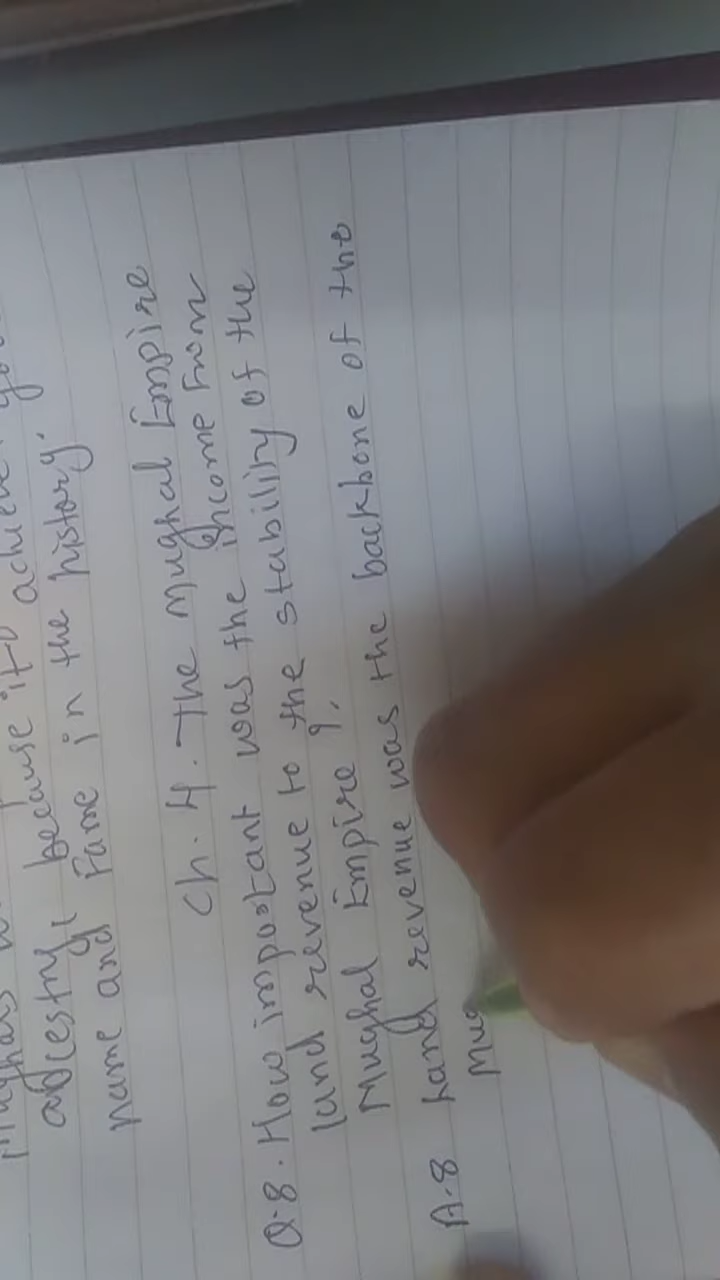 because it achieve
ancestry
name and Fame in the history.
Ch. 4. The Mughal Empire
Q.8. How important was the income from
land revenue to the stability of the
Mughal Empire ?
A.8 Land revenue was the backbone of the
Mug